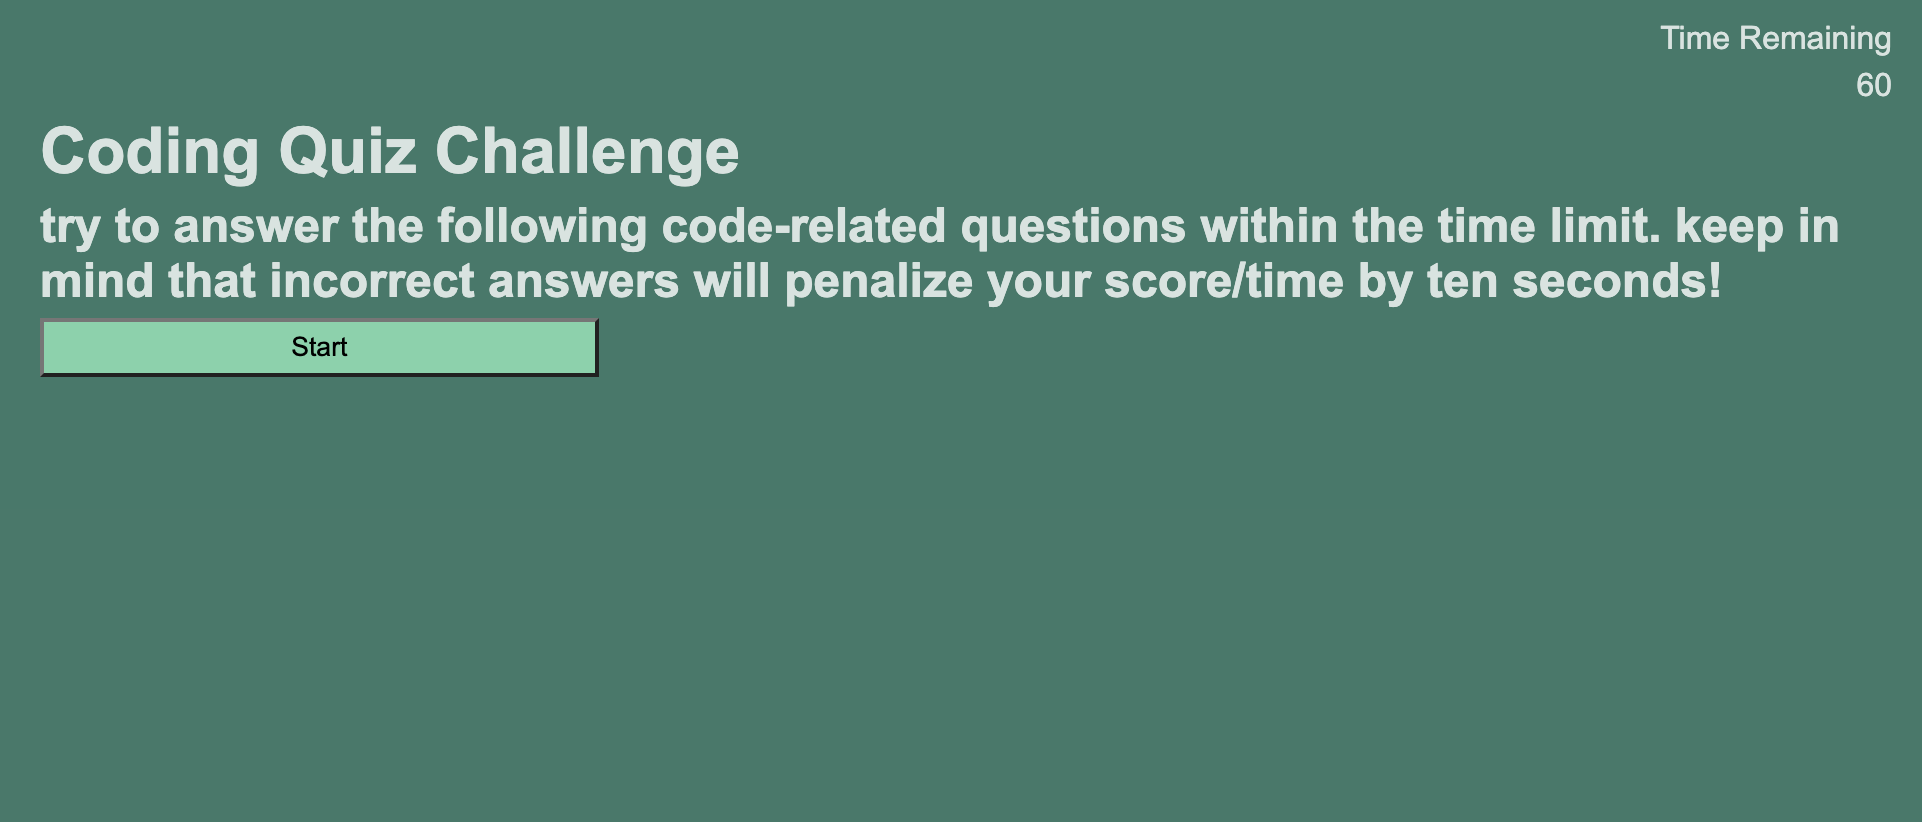 Time Remaining
60
Coding Quiz Challenge
try to answer the following code-related questions within the time limit. keep in
mind that incorrect answers will penalize your score/time by ten seconds!
Start